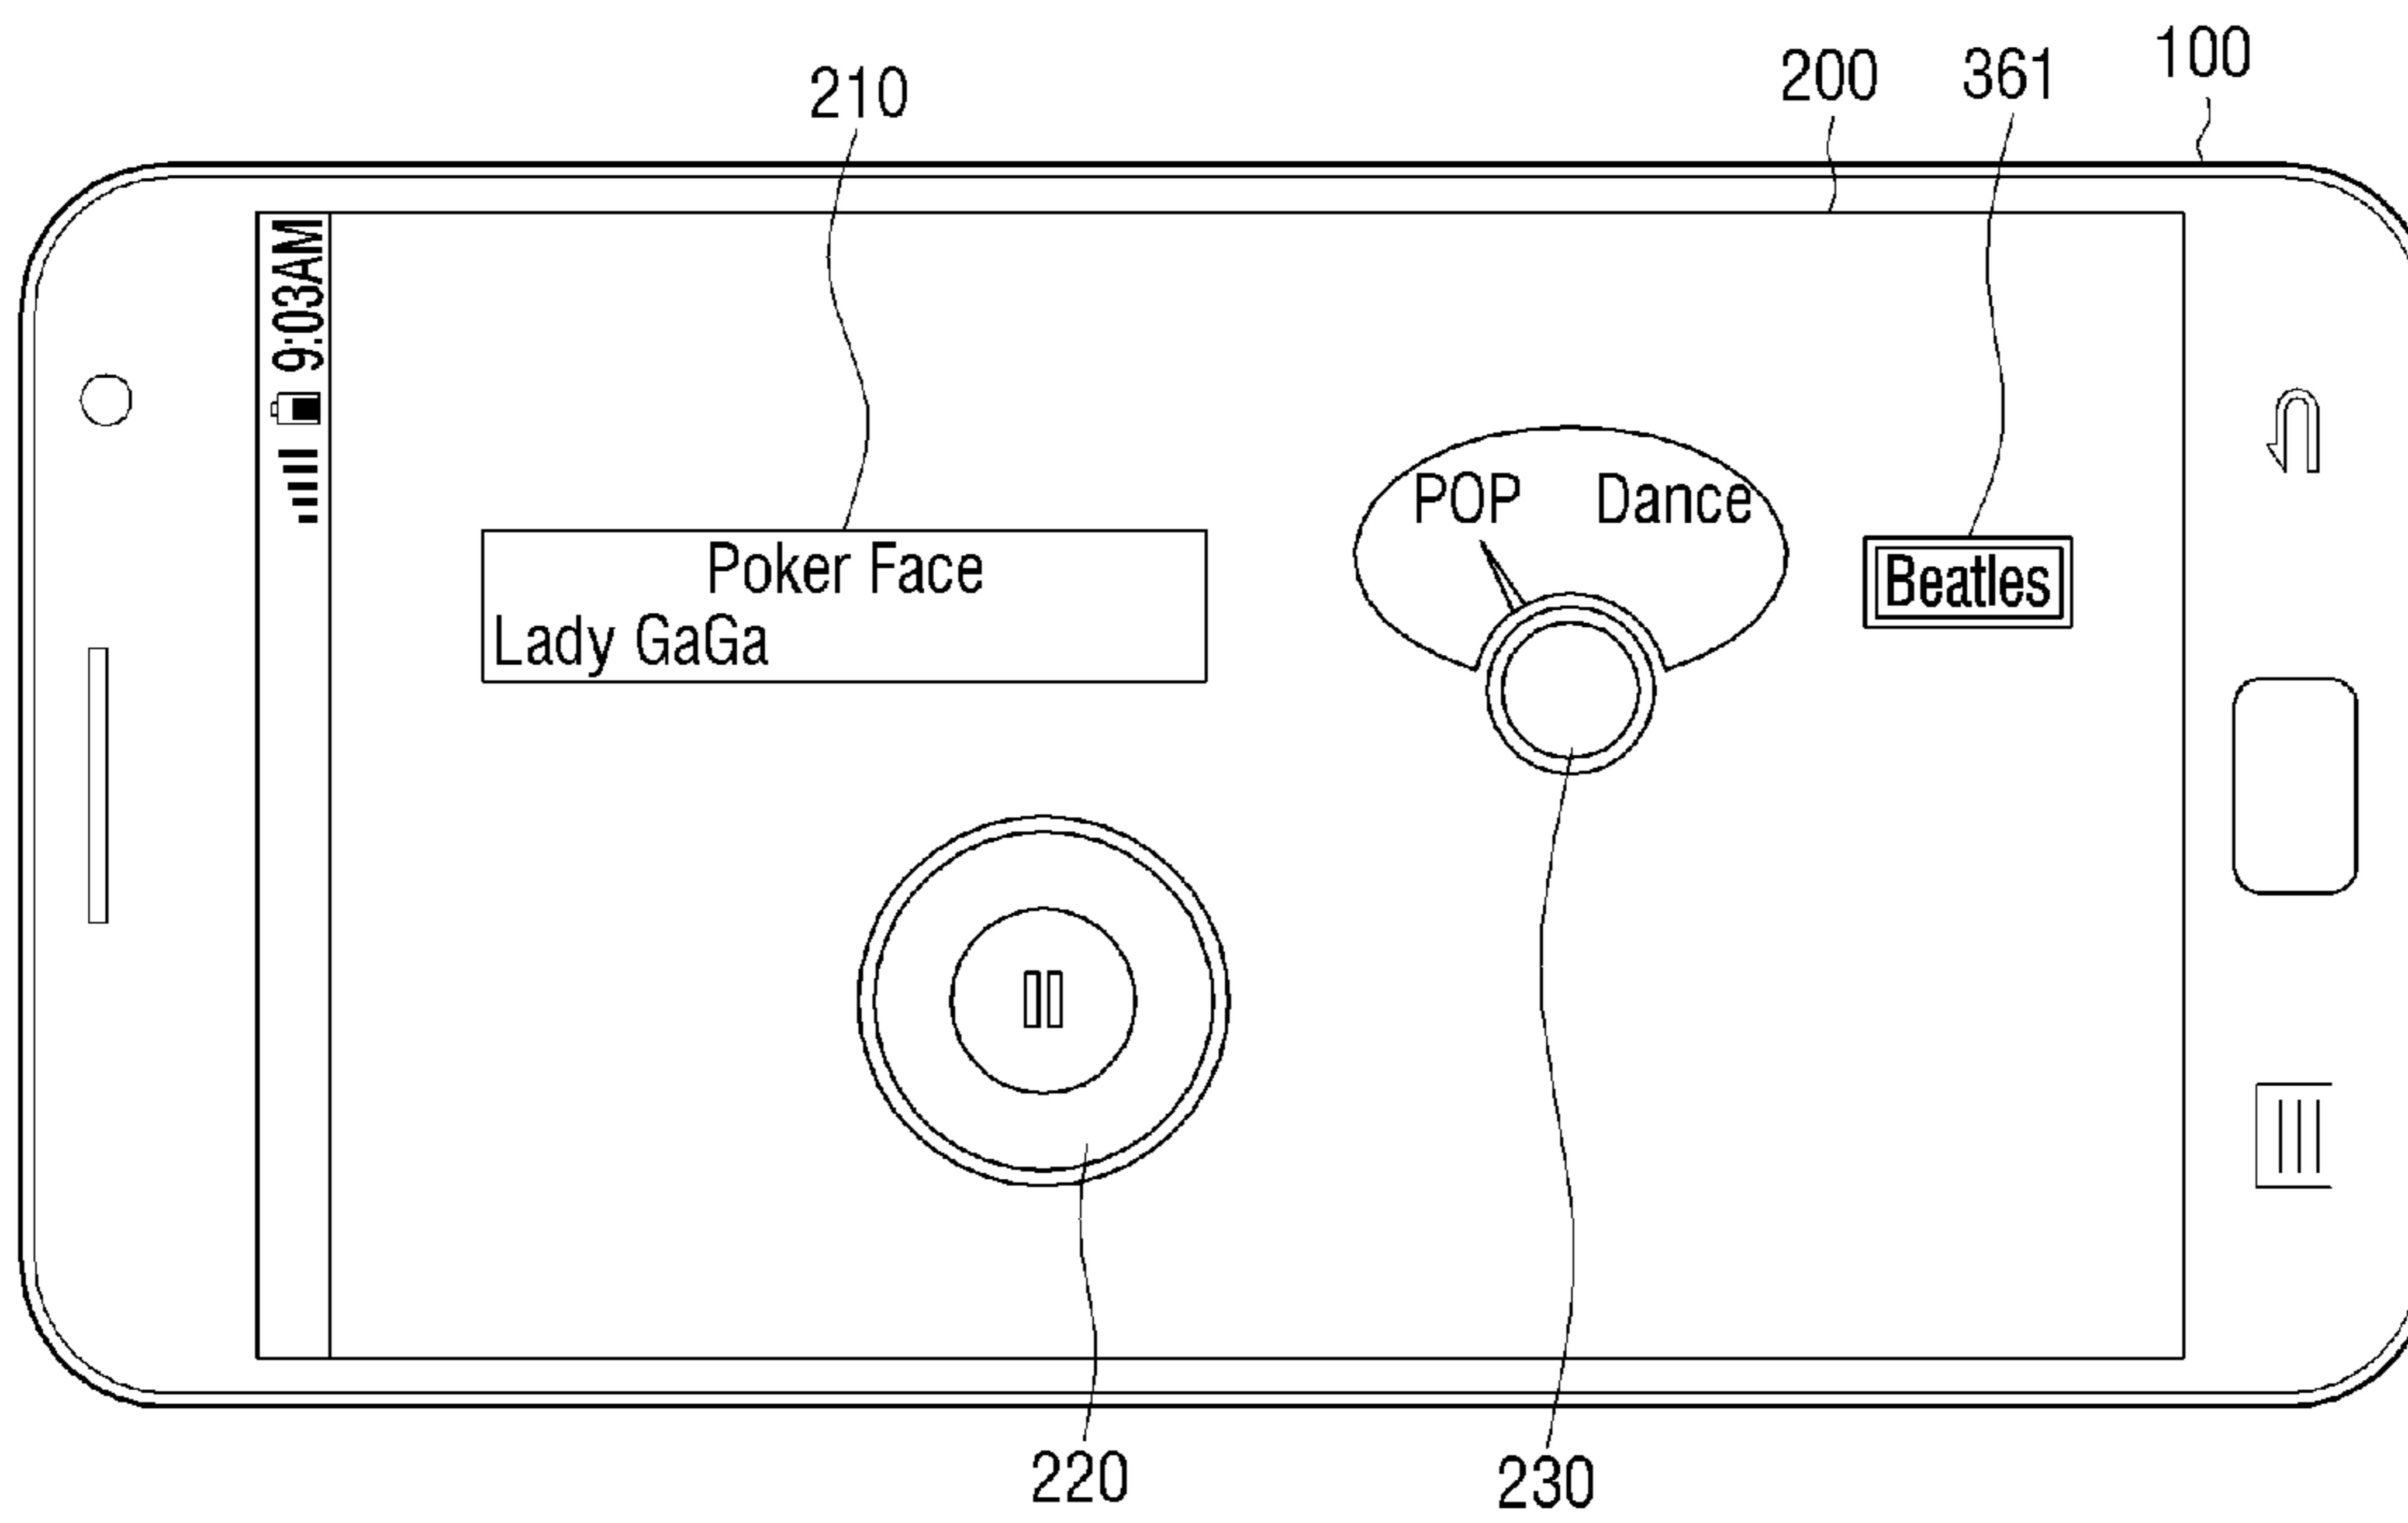 210
200
361
100
9:03AM
POP Dance
Poker Face
Lady GaGa
Beatles
220
230